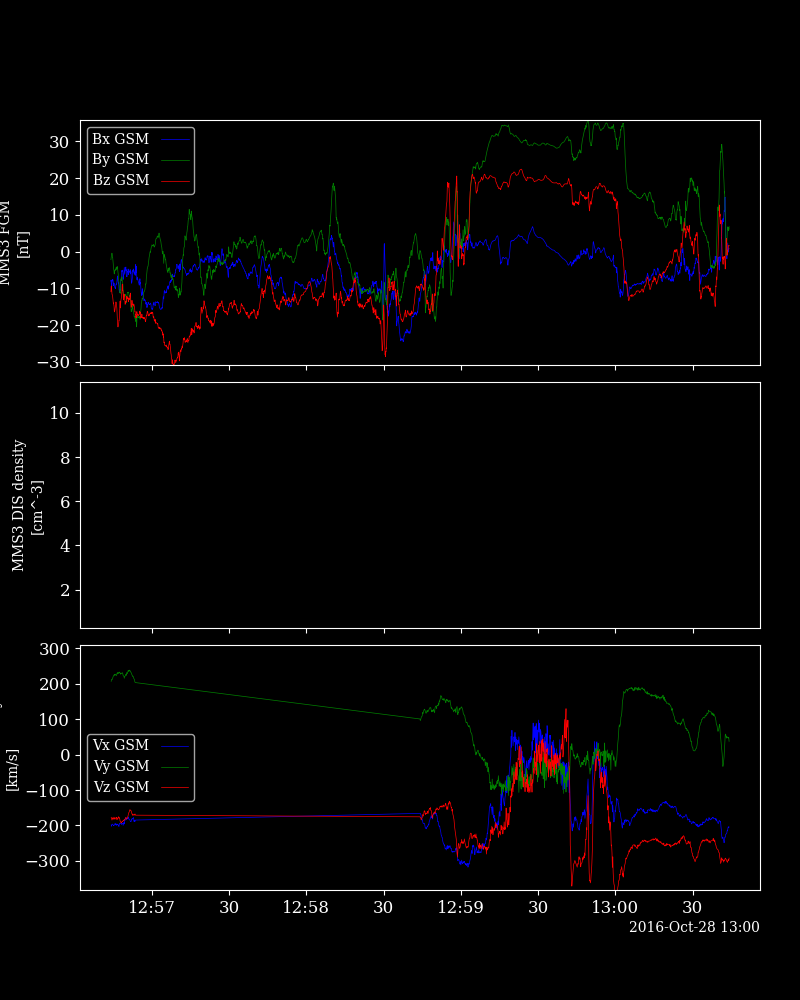 MMS3 FGM
[nT]
30
20
10
0
−10
−20
−30
Bx GSM
By GSM
Bz GSM
MMS3 DIS density
[cm^-3]
10
8
6
4
2
[km/s]
300
200
100
0
−100
−200
−300
Vx GSM
Vy GSM
Vz GSM
12:57
30
12:58
30
12:59
30
13:00
30
2016-Oct-28 13:00